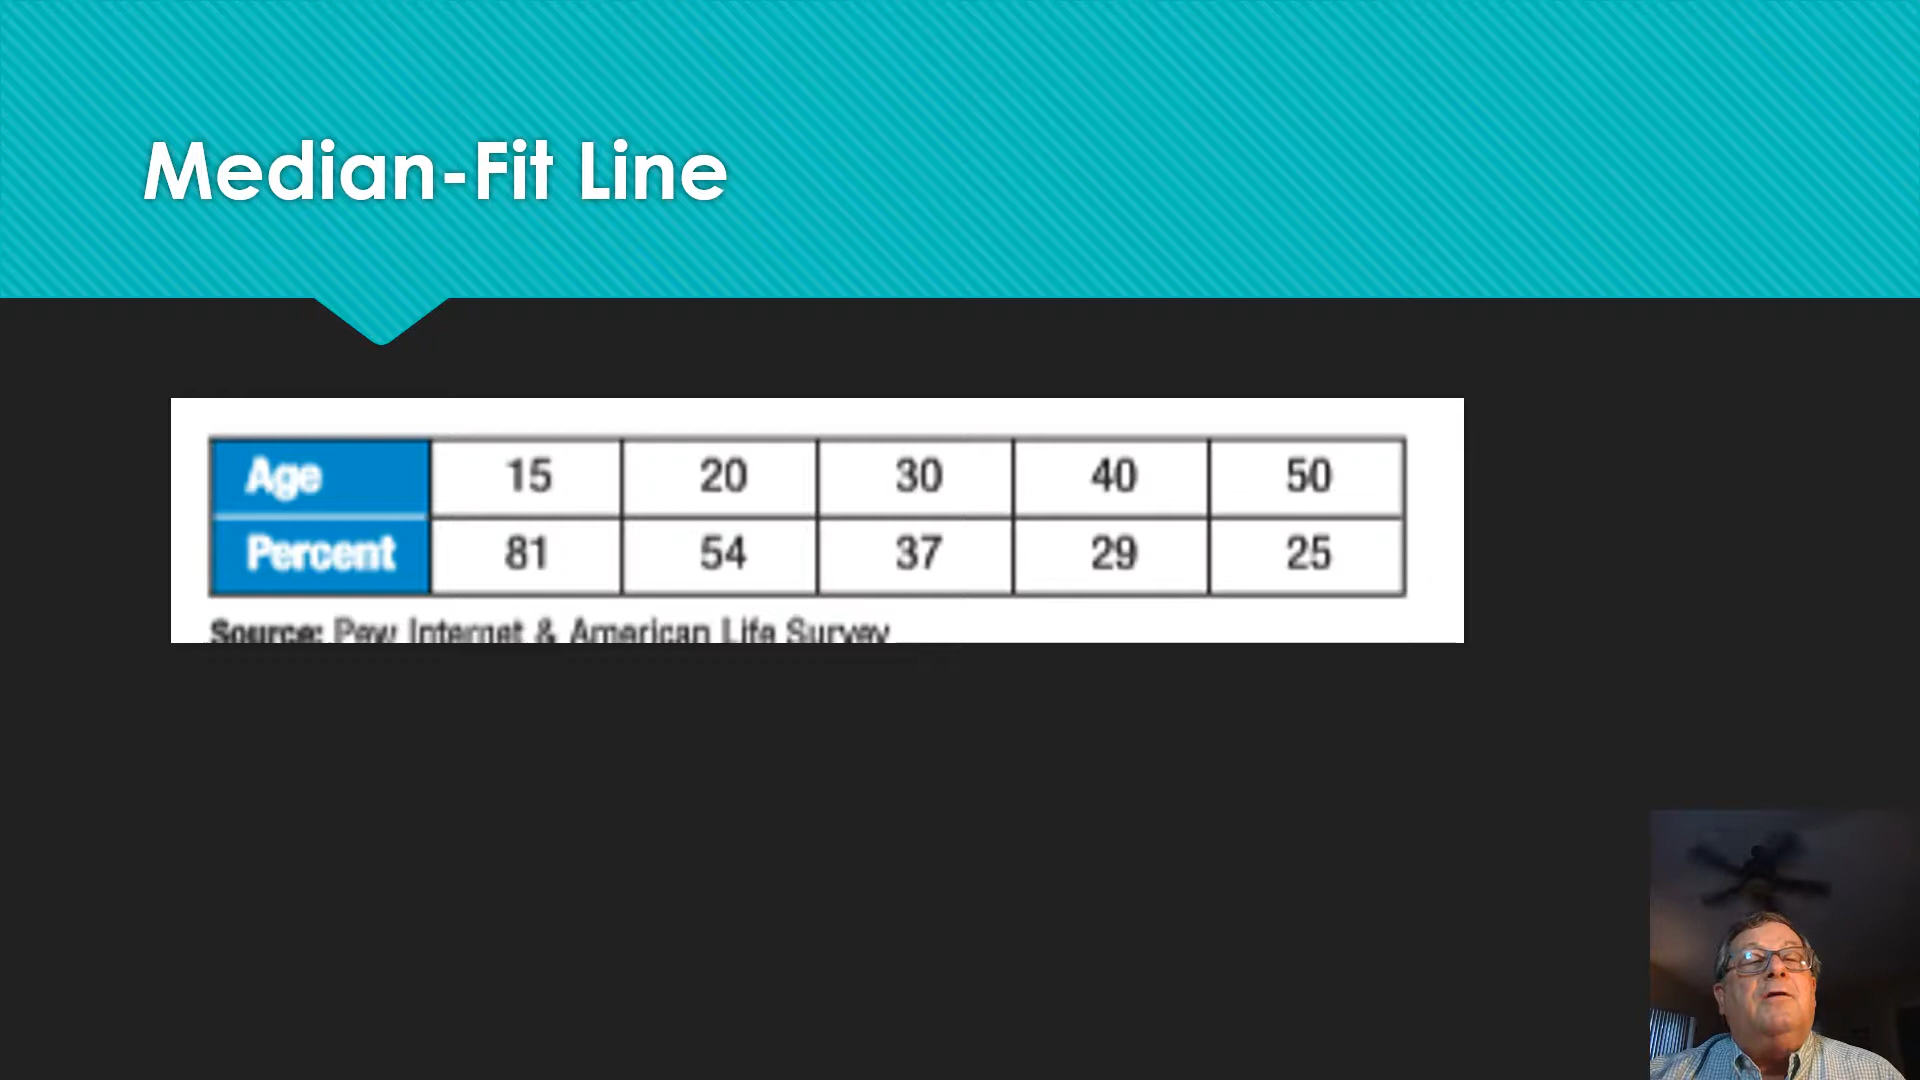 Median-Fit Line
Age 15 20 30 40 50
Percent 81 54 37 29 25
Source: Pew Internet & American Life Survey